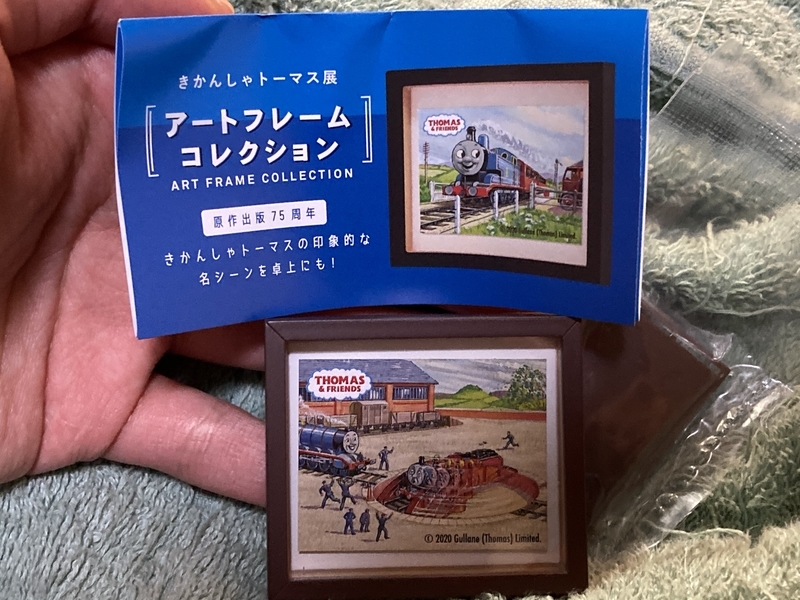 きかんしゃトーマス展
アートフレーム
コレクション
ART FRAME COLLECTION
原作出版75周年
きかんしゃトーマスの印象的な
名シーンを卓上にも!
THOMAS
& FRIENDS
Gullane (Thomas) Limited.
THOMAS
& FRIENDS
© 2020 Gullane (Thomas) Limited.